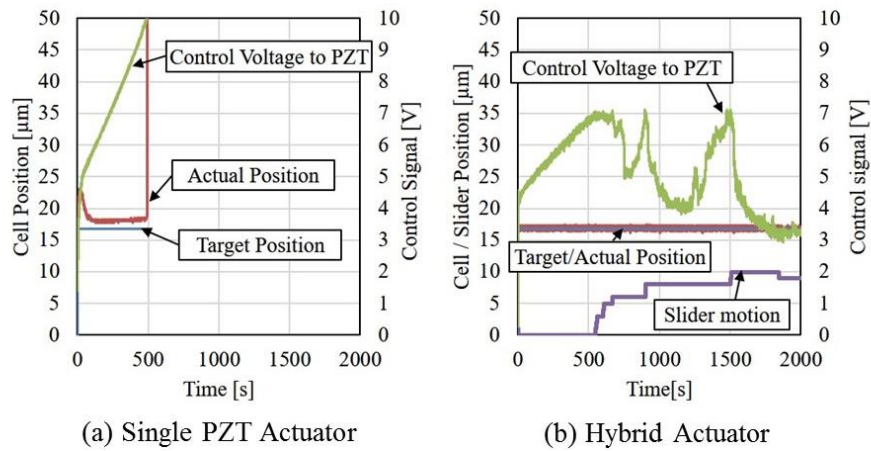 50
45
40
35
30
25
20
15
10
5
0
Cell Position [µm]
Control Voltage to PZT
Actual Position
Target Position
10
9
8
7
6
5
4
3
2
1
0
Control Signal [V]
0 500 1000 1500 2000
Time [s]
(a) Single PZT Actuator
50
45
40
35
30
25
20
15
10
5
0
Cell / Slider Position [µm]
Control Voltage to PZT
Target/Actual Position
Slider motion
10
9
8
7
6
5
4
3
2
1
0
Control signal [V]
0 500 1000 1500 2000
Time[s]
(b) Hybrid Actuator